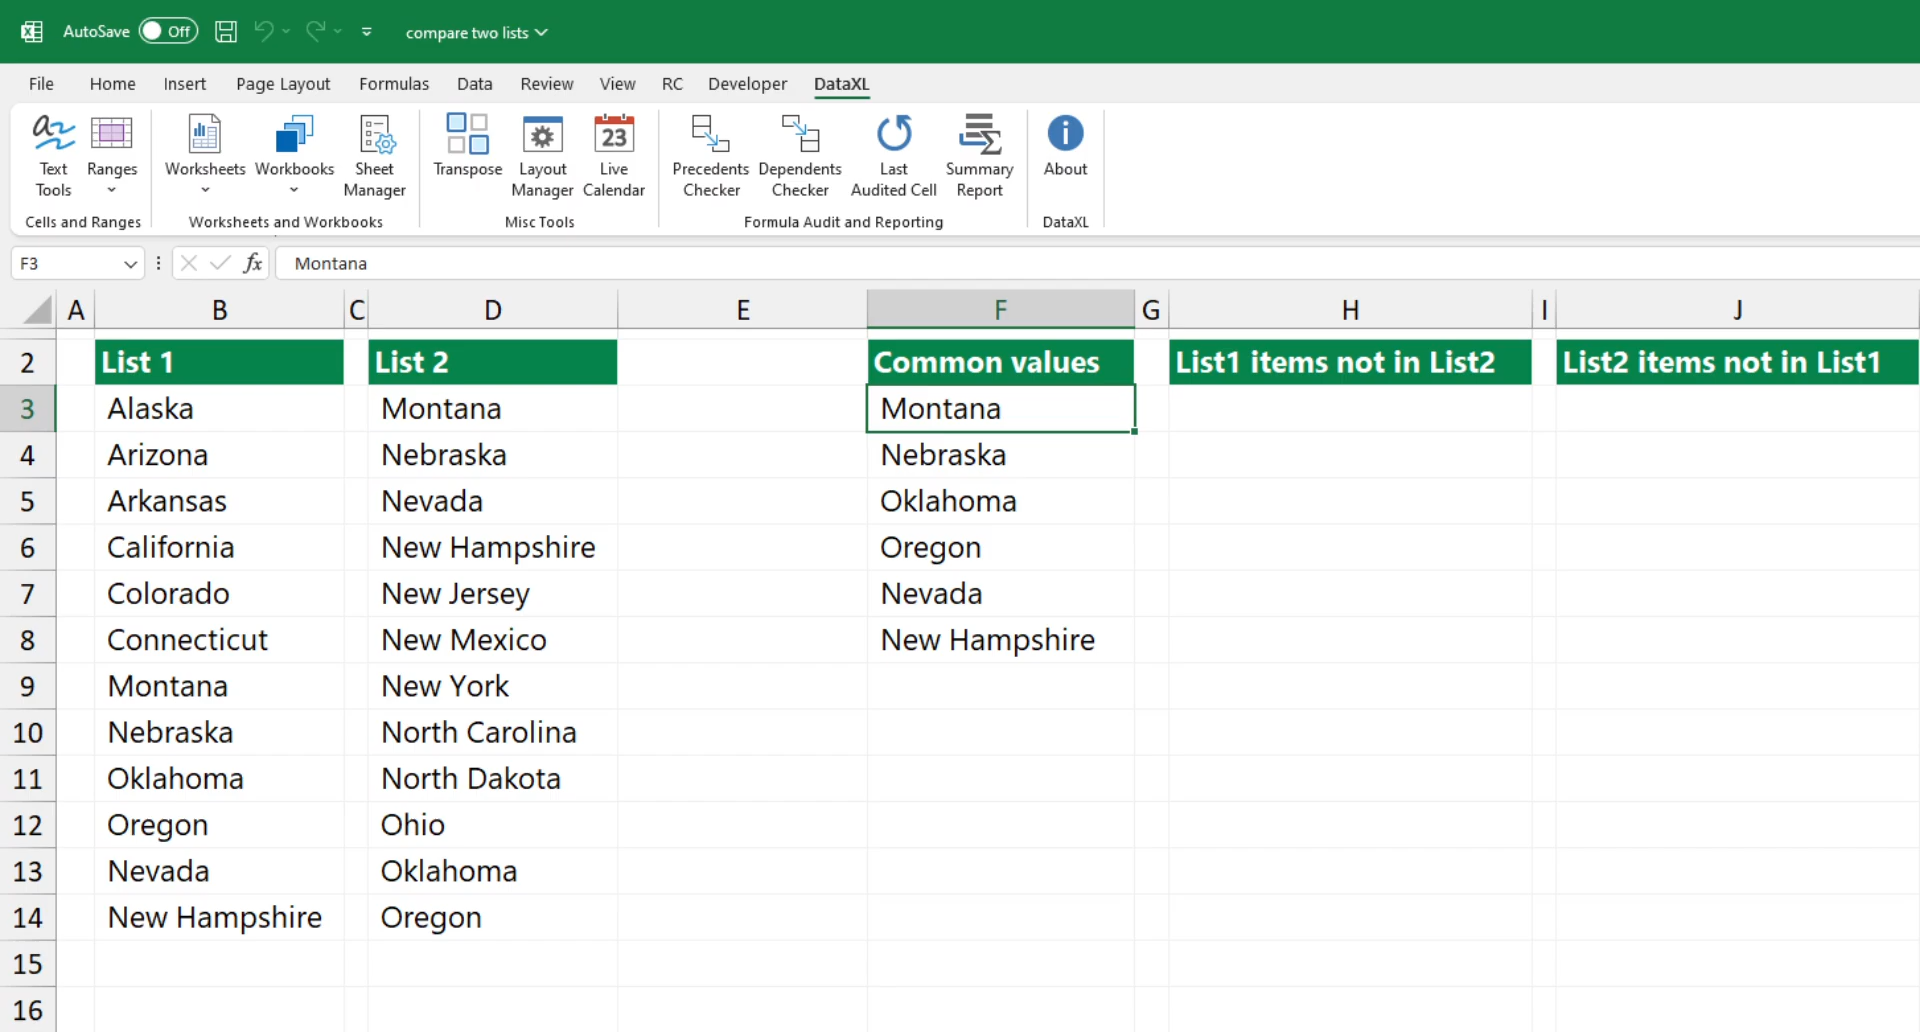 AutoSave Off compare two lists
File Home Insert Page Layout Formulas Data Review View RC Developer DataXL
Text Tools Ranges Worksheets Workbooks Sheet Manager Transpose Layout Manager 23 Live Calendar Precedents Checker Dependents Checker Last Audited Cell Summary Report i About
Cells and Ranges Worksheets and Workbooks Misc Tools Formula Audit and Reporting DataXL
F3 fx Montana
A B C D E F G H I J
2 List 1 List 2 Common values List1 items not in List2 List2 items not in List1
3 Alaska Montana Montana
4 Arizona Nebraska Nebraska
5 Arkansas Nevada Oklahoma
6 California New Hampshire Oregon
7 Colorado New Jersey Nevada
8 Connecticut New Mexico New Hampshire
9 Montana New York
10 Nebraska North Carolina
11 Oklahoma North Dakota
12 Oregon Ohio
13 Nevada Oklahoma
14 New Hampshire Oregon
15
16